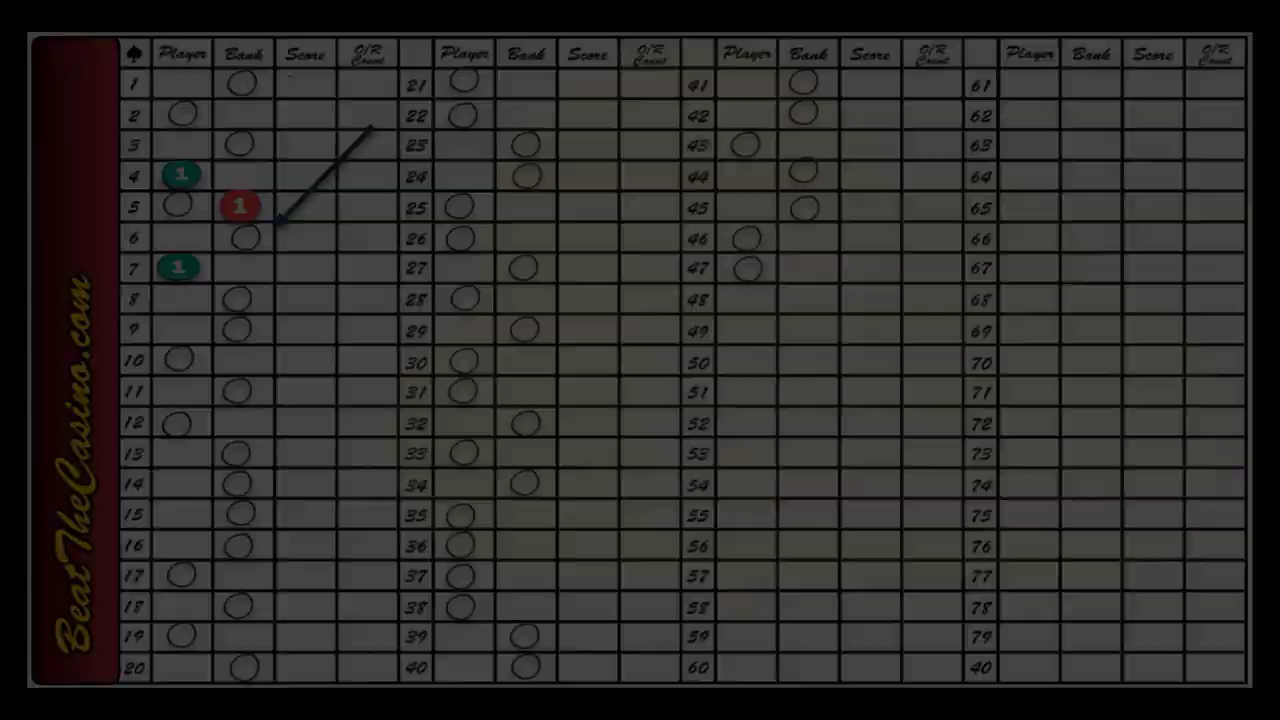 BeatTheCasino.com
♠ Player Bank Score O/R Count Player Bank Score O/R Count Player Bank Score O/R Count Player Bank Score O/R Count
1 21 41 61
2 22 42 62
3 23 43 63
4 1 24 44 64
5 1 25 45 65
6 26 46 66
7 1 27 47 67
8 28 48 68
9 29 49 69
10 30 50 70
11 31 51 71
12 32 52 72
13 33 53 73
14 34 54 74
15 35 55 75
16 36 56 76
17 37 57 77
18 38 58 78
19 39 59 79
20 40 60 40